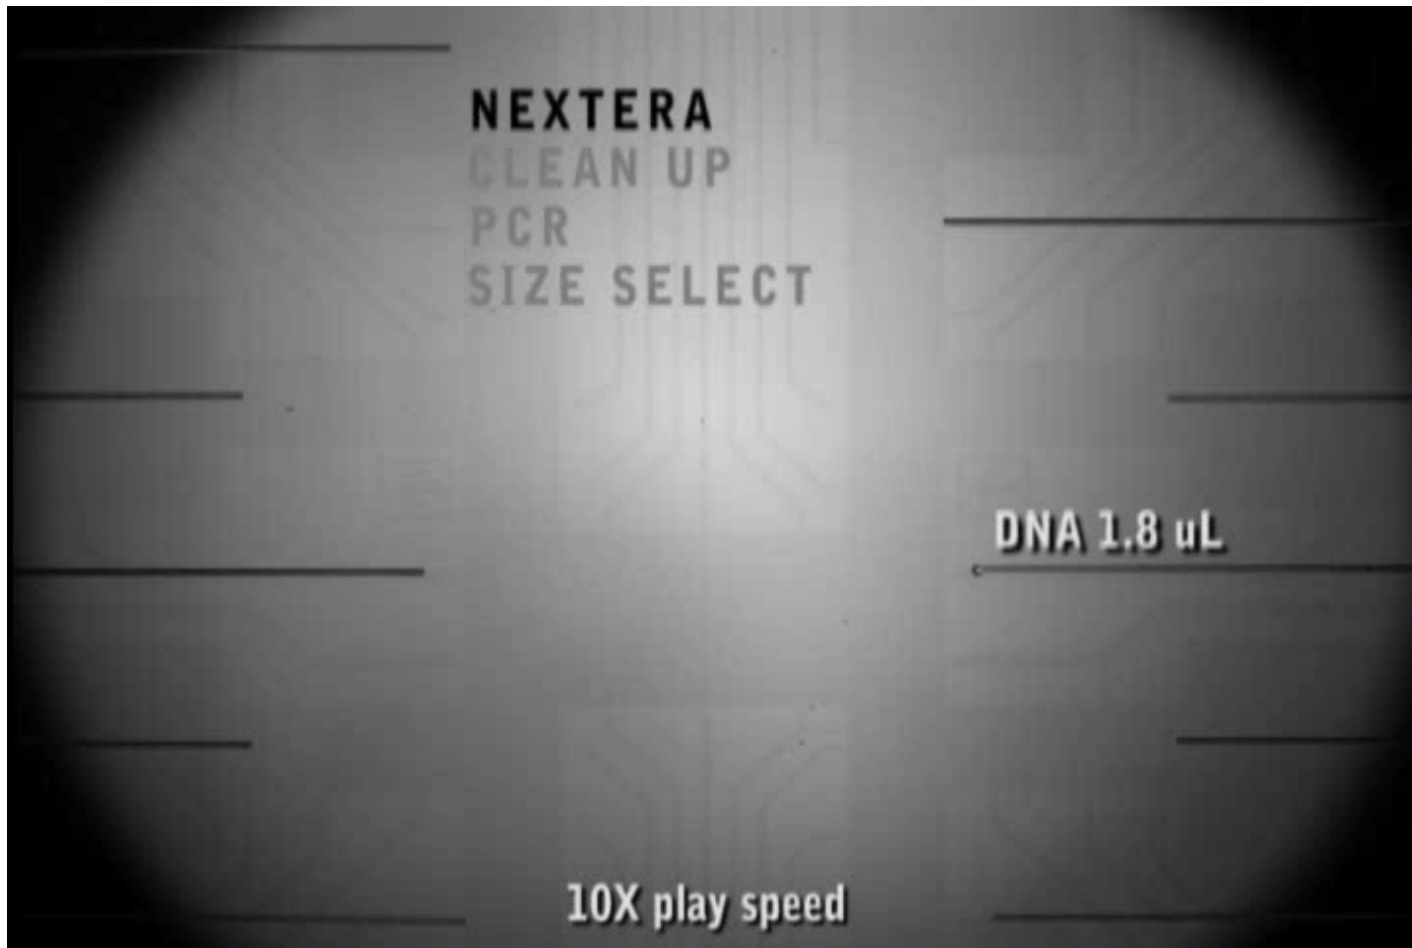 NEXTERA
CLEAN UP
PCR
SIZE SELECT
DNA 1.8 uL
10X play speed